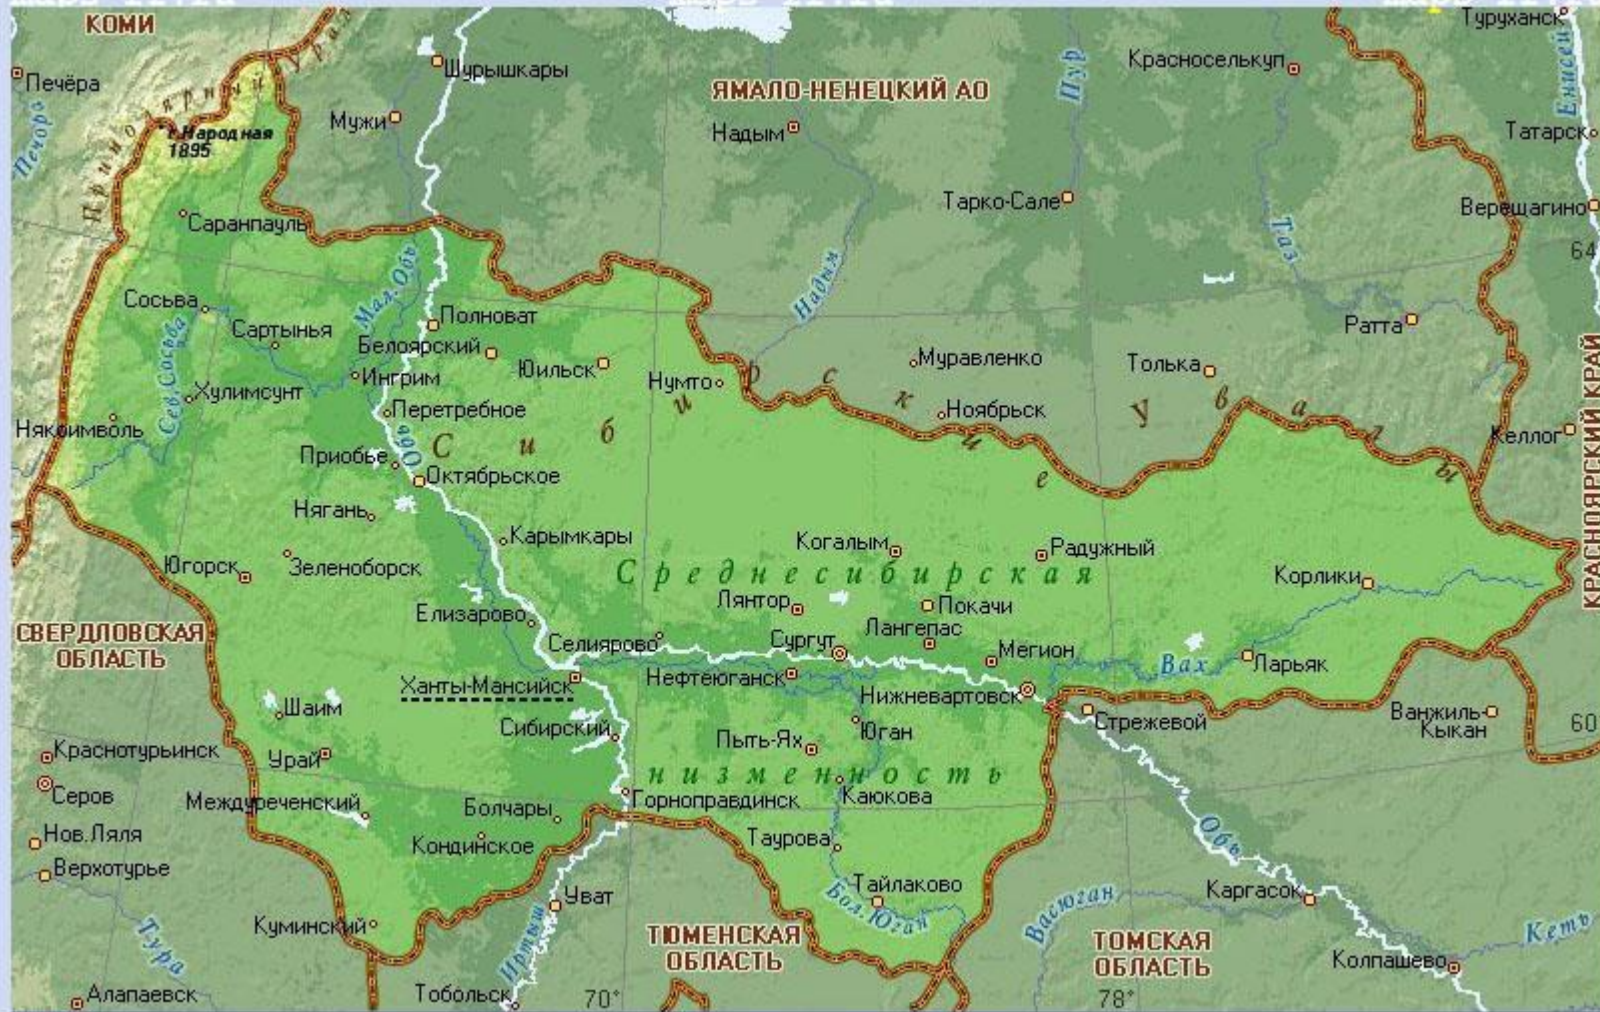 КОМИ
Печёра
Печора
Приполярный Урал
г.Народная
1895
Шурышкары
Мужи
ЯМАЛО-НЕНЕЦКИЙ АО
Надым
Пур
Красноселькуп
Туруханск
Енисей
Татарск
Тарко-Сале
Верещагино
Таз
64
Саранпауль
Мал.Обь
Надым
Сосьва
Сев.Сосьва
Сартынья
Полноват
Белоярский
Юильск
Ингрим
Хулимсунт
Нумто
Муравленко
Толька
Ратта
КРАСНОЯРСКИЙ КРАЙ
Перетребное
Ноябрьск
Сибирские Увалы
Някоимволь
Обь
Приобье
Октябрьское
Келлог
Нягань
Карымкары
Когалым
Радужный
Югорск
Зеленоборск
Среднесибирская
Корлики
Лянтор
Покачи
Елизарово
СВЕРДЛОВСКАЯ
ОБЛАСТЬ
Селиярово
Сургут
Лангепас
Мегион
Вах
Ларьяк
Ханты-Мансийск
Нефтеюганск
Нижневартовск
Шаим
Сибирский
Юган
Стрежевой
Ванжиль-
Кыкан
60
Краснотурьинск
Урай
Пыть-Ях
низменность
Серов
Междуреченский
Болчары
Горноправдинск
Каюкова
Нов.Ляля
Кондинское
Таурова
Обь
Верхотурье
Уват
Тайлаково
Бол.Юган
Васюган
Каргасок
Куминский
Иртыш
Тура
ТЮМЕНСКАЯ
ОБЛАСТЬ
ТОМСКАЯ
ОБЛАСТЬ
Кеть
Колпашево
Алапаевск
Тобольск
70°
78°